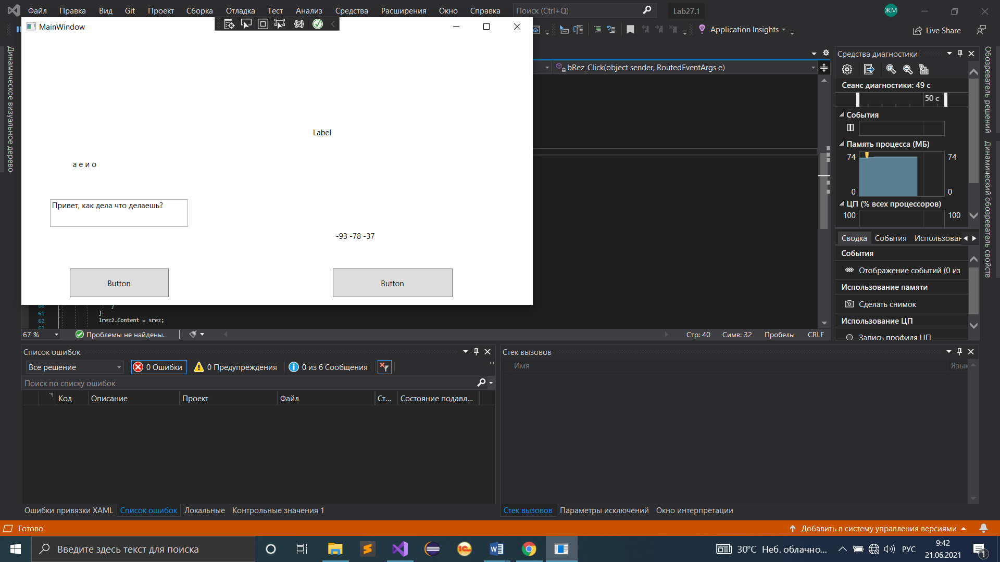 Файл Правка Вид Git Проект Сборка Отладка Тест Анализ Средства Расширения Окно Справка Поиск (Ctrl+Q) Lab27.1 ЖМ
MainWindow
Application Insights Live Share
Динамическое визуальное дерево
bRez_Click(object sender, RoutedEventArgs e)
Label
а е и о
Привет, как дела что делаешь?
-93 -78 -37
Button Button
60 }
61 }
62 lrez2.Content = srez;
63
67 % Проблемы не найдены. Стр: 40 Симв: 32 Пробелы CRLF
Средства диагностики
Сеанс диагностики: 49 с
50 с
События
Память процесса (МБ)
74 74
0 0
ЦП (% всех процессоров)
100 100
Сводка События Использован
События
Отображение событий (0 из
Использование памяти
Сделать снимок
Использование ЦП
Запись профиля ЦП
Обозреватель решений
Динамический обозреватель свойств
Список ошибок
Все решение 0 Ошибки 0 Предупреждения 0 из 6 Сообщения
Поиск по списку ошибок
Код Описание Проект Файл Ст... Состояние подавл...
Ошибки привязки XAML Список ошибок Локальные Контрольные значения 1
Стек вызовов
Имя Язык
Стек вызовов Параметры исключений Окно интерпретации
Готово Добавить в систему управления версиями
Введите здесь текст для поиска
30°C Неб. облачно... РУС
9:42
21.06.2021
1